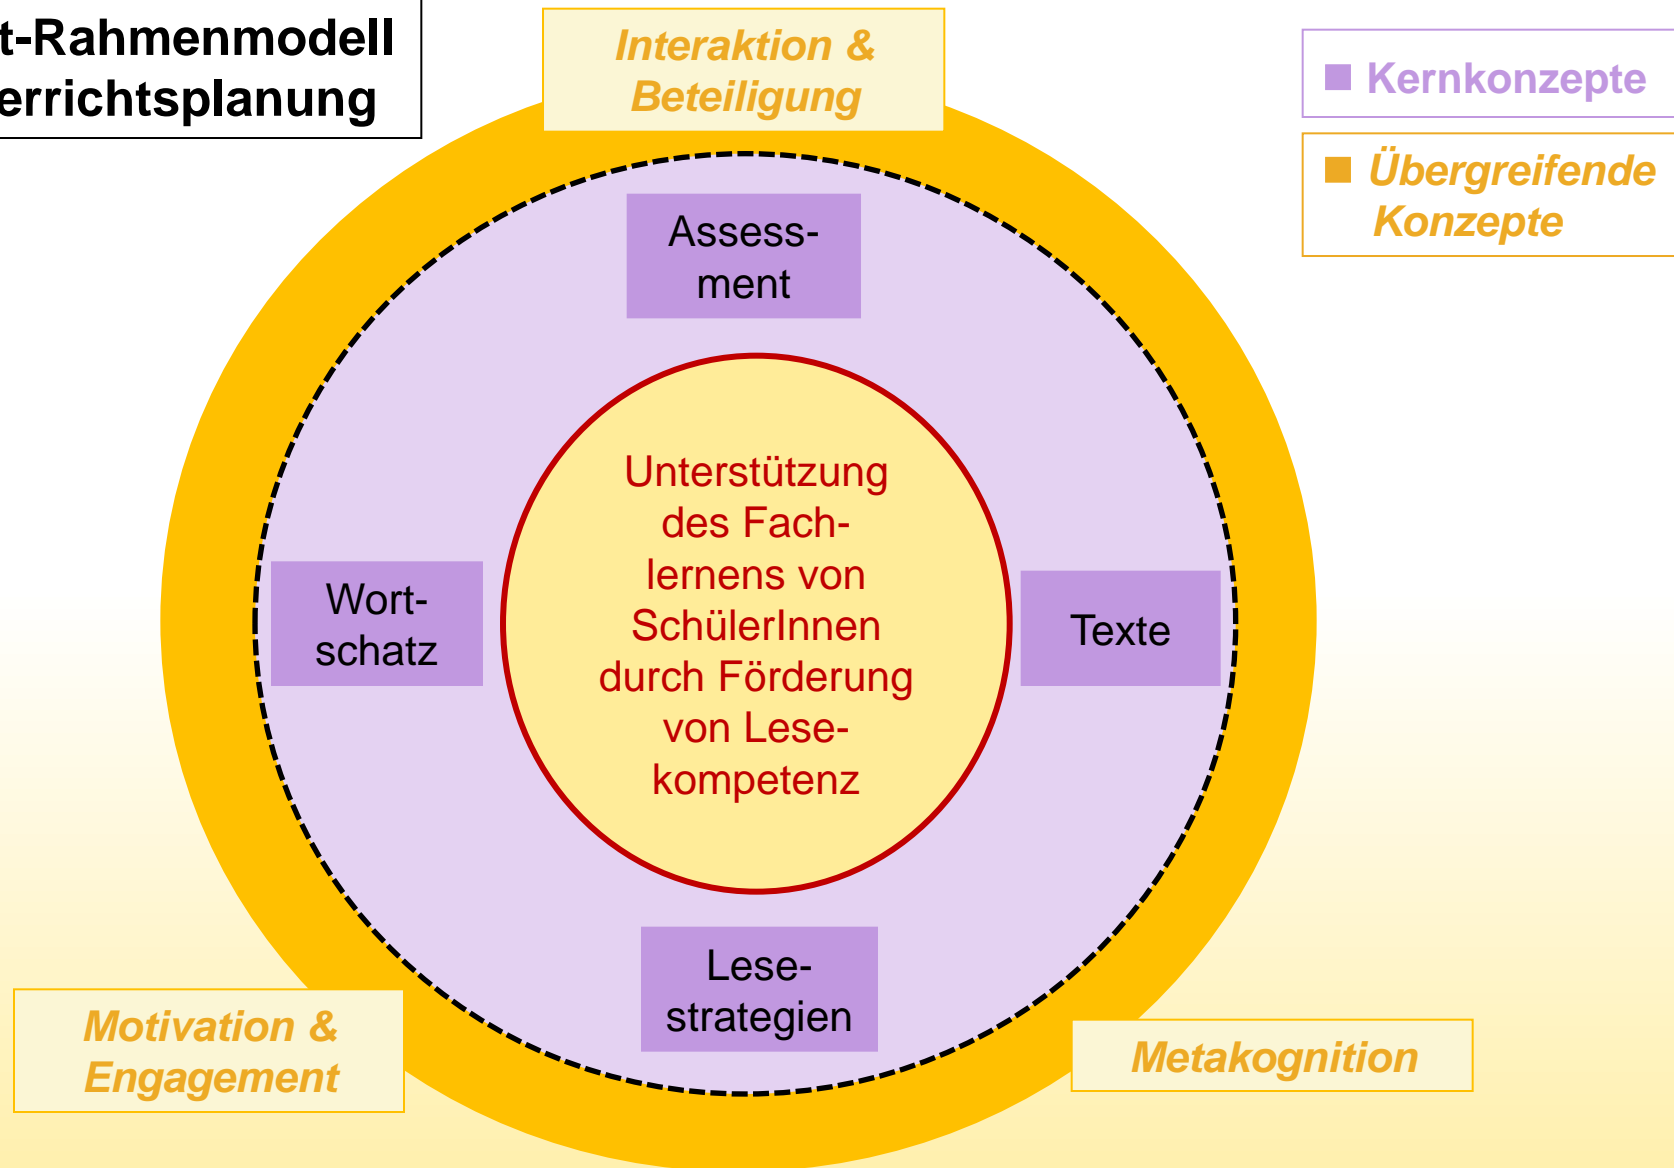 t-Rahmenmodell
errichtsplanung
Interaktion &
Beteiligung
Kernkonzepte
Übergreifende
Konzepte
Assess-
ment
Unterstützung
des Fach-
lernens von
SchülerInnen
durch Förderung
von Lese-
kompetenz
Wort-
schatz
Texte
Lese-
strategien
Motivation &
Engagement
Metakognition